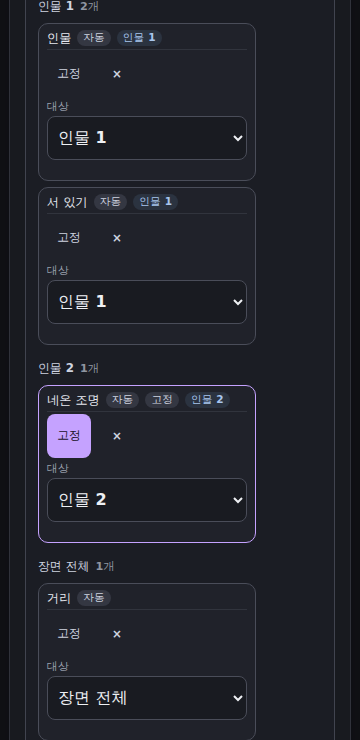 인물 1 2개
인물 자동 인물 1
고정 ×
대상
인물 1
서 있기 자동 인물 1
고정 ×
대상
인물 1
인물 2 1개
네온 조명 자동 고정 인물 2
고정 ×
대상
인물 2
장면 전체 1개
거리 자동
고정 ×
대상
장면 전체